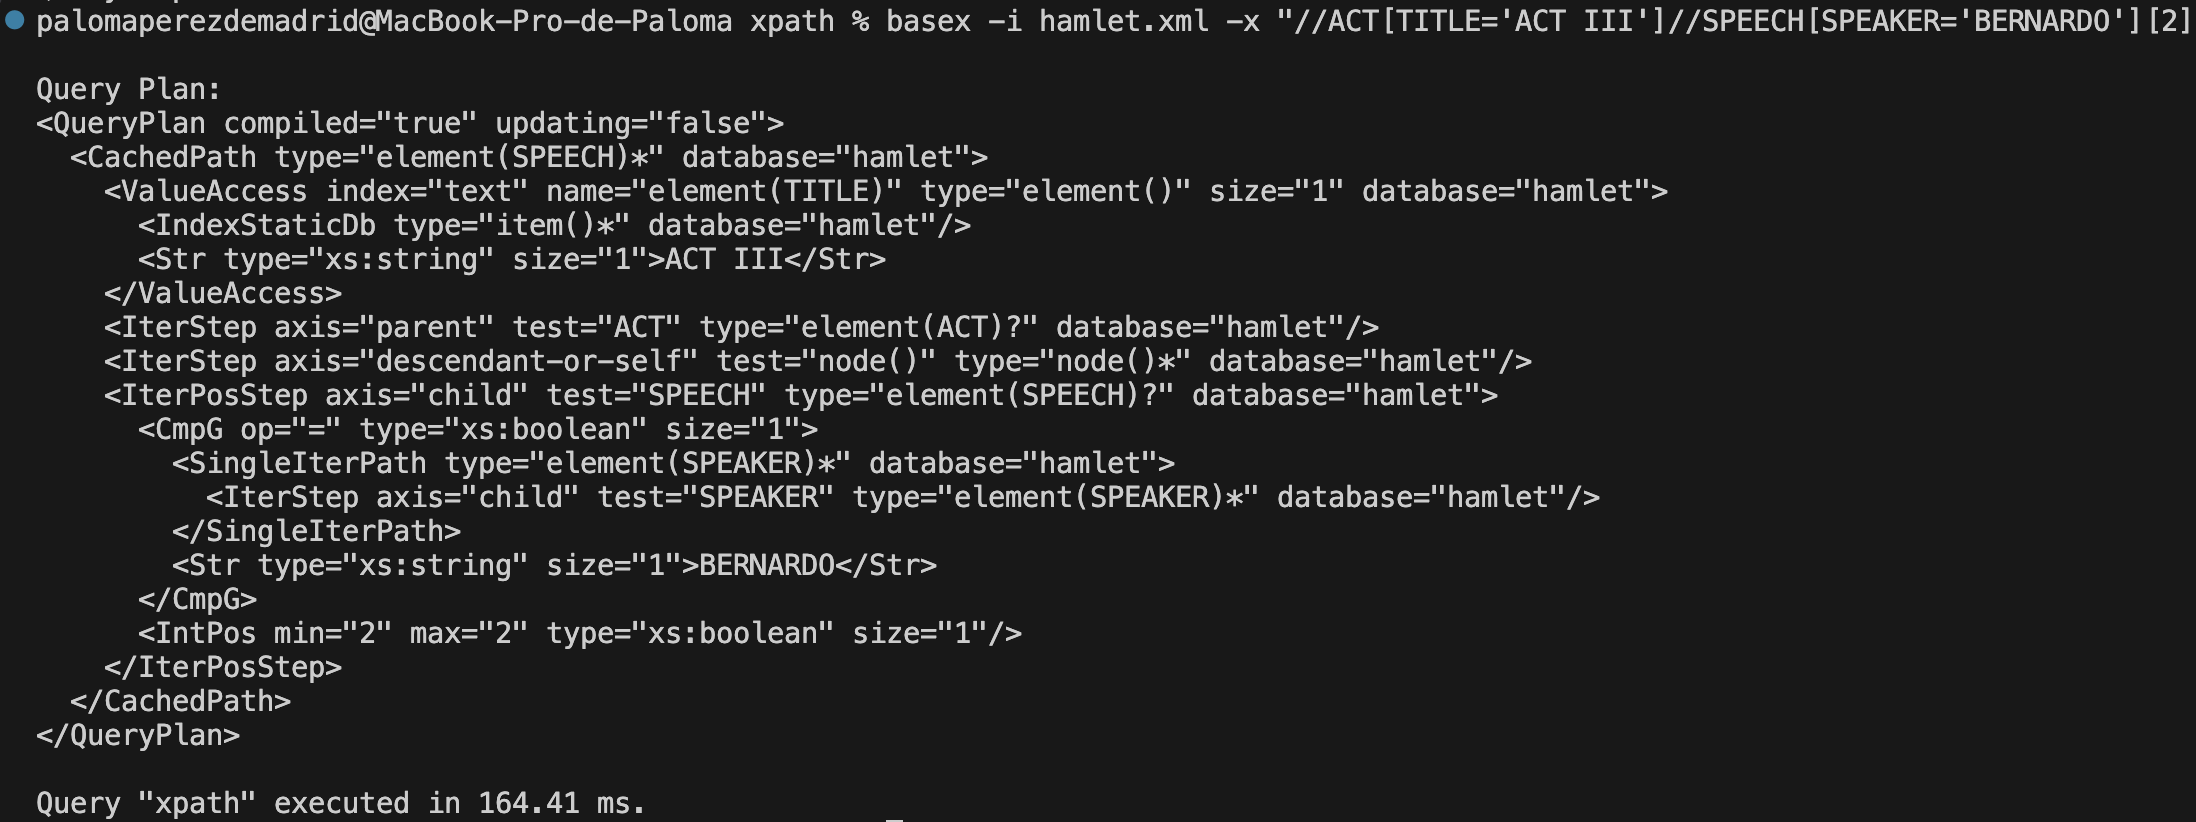 palomaperezdemadrid@MacBook-Pro-de-Paloma xpath % basex -i hamlet.xml -x "//ACT[TITLE='ACT III']//SPEECH[SPEAKER='BERNARDO'][2]
Query Plan:
<QueryPlan compiled="true" updating="false">
  <CachedPath type="element(SPEECH)*" database="hamlet">
    <ValueAccess index="text" name="element(TITLE)" type="element()" size="1" database="hamlet">
      <IndexStaticDb type="item()*" database="hamlet"/>
      <Str type="xs:string" size="1">ACT III</Str>
    </ValueAccess>
    <IterStep axis="parent" test="ACT" type="element(ACT)?" database="hamlet"/>
    <IterStep axis="descendant-or-self" test="node()" type="node()*" database="hamlet"/>
    <IterPosStep axis="child" test="SPEECH" type="element(SPEECH)?" database="hamlet">
      <CmpG op="=" type="xs:boolean" size="1">
        <SingleIterPath type="element(SPEAKER)*" database="hamlet">
          <IterStep axis="child" test="SPEAKER" type="element(SPEAKER)*" database="hamlet"/>
        </SingleIterPath>
        <Str type="xs:string" size="1">BERNARDO</Str>
      </CmpG>
      <IntPos min="2" max="2" type="xs:boolean" size="1"/>
    </IterPosStep>
  </CachedPath>
</QueryPlan>
Query "xpath" executed in 164.41 ms.